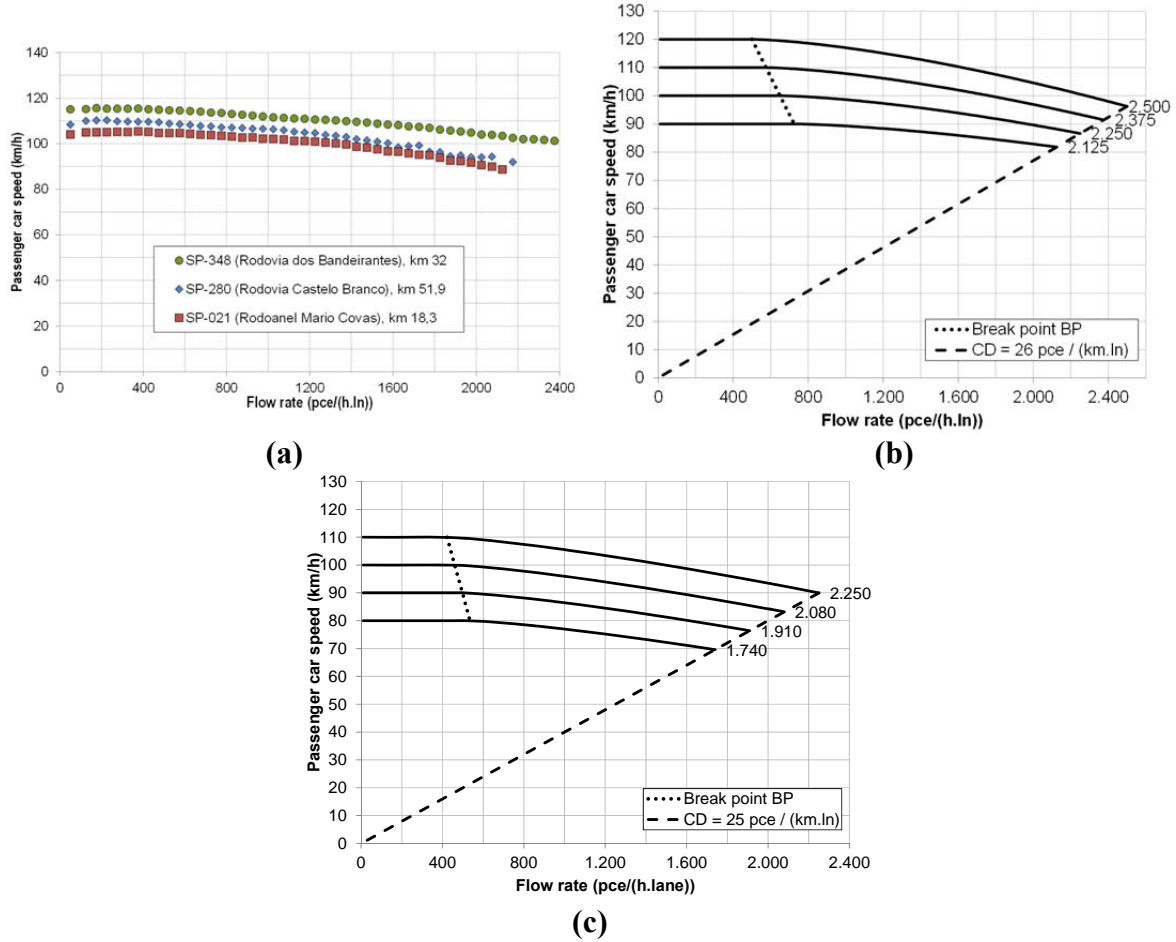 140
120
100
80
60
40
20
0
Passenger car speed (km/h)
SP-348 (Rodovia dos Bandeirantes), km 32
SP-280 (Rodovia Castelo Branco), km 51,9
SP-021 (Rodoanel Mario Covas), km 18,3
0 400 800 1200 1600 2000 2400
Flow rate (pce/(h.ln))
(a)
130
120
110
100
90
80
70
60
50
40
30
20
10
0
Passenger car speed (km/h)
2.500
2.375
2.250
2.125
Break point BP
CD = 26 pce / (km.ln)
0 400 800 1.200 1.600 2.000 2.400
Flow rate (pce/(h.ln))
(b)
130
120
110
100
90
80
70
60
50
40
30
20
10
0
Passenger car speed (km/h)
2.250
2.080
1.910
1.740
Break point BP
CD = 25 pce / (km.ln)
0 400 800 1.200 1.600 2.000 2.400
Flow rate (pce/(h.lane))
(c)